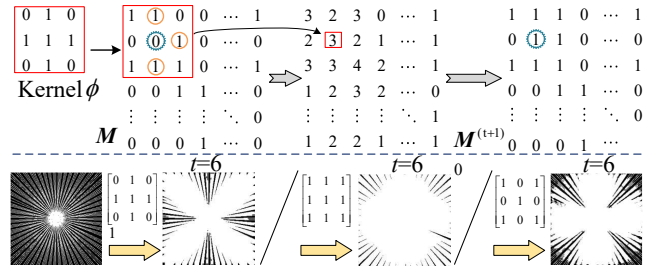 0 1 0 1 1 0 0 ⋯ 1 3 2 3 0 ⋯ 1 1 1 1 0 ⋯ 1
1 1 1 0 0 1 0 ⋯ 0 2 3 2 1 ⋯ 1 0 1 0 0 ⋯ 0
0 1 0 1 1 1 0 ⋯ 1 3 3 4 2 ⋯ 1 1 1 1 0 ⋯ 1
Kernel ϕ 0 0 1 1 ⋯ 0 1 2 3 2 ⋯ 0 0 0 1 1 ⋯ 0
⋮ ⋮ ⋮ ⋮ ⋱ 0 ⋮ ⋮ ⋮ ⋮ ⋱ 1 ⋮ ⋮ ⋮ ⋮ ⋱ 0
M 0 0 0 1 ⋯ 0 1 2 2 1 ⋯ 1 M^(t+1) 0 0 0 1 ⋯
t=6 t=6 0 t=6
0 1 0 1 1 1 1 0 1
1 1 1 1 1 1 0 1 0
0 1 0 1 1 1 1 0 1
1